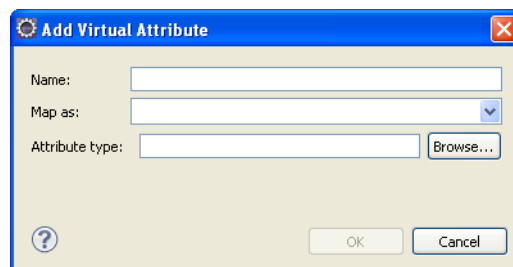 Add Virtual Attribute
Name:
Map as:
Attribute type:
Browse...
OK
Cancel